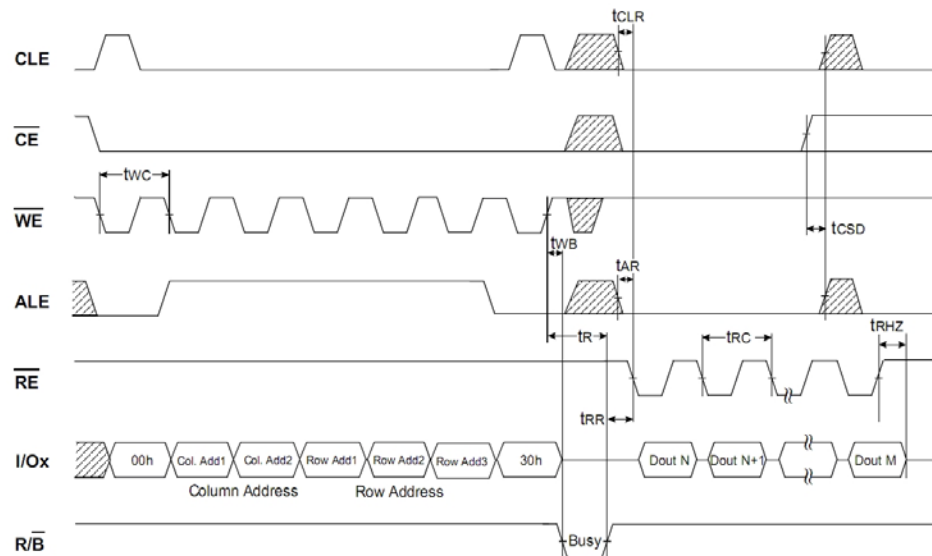 tCLR
CLE
CE
tWC
WE
tWB
tCSD
tAR
ALE
tR
tRC
tRHZ
RE
tRR
I/Ox
00h
Col. Add1
Col. Add2
Row Add1
Row Add2
Row Add3
30h
Dout N
Dout N+1
Dout M
Column Address
Row Address
R/B
Busy